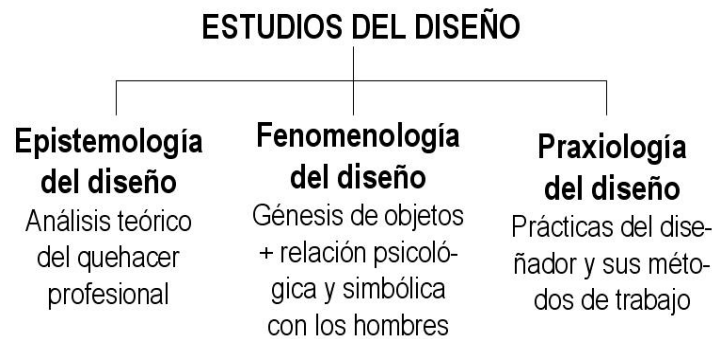 ESTUDIOS DEL DISEÑO
Epistemología
del diseño
Análisis teórico
del quehacer
profesional
Fenomenología
del diseño
Génesis de objetos
+ relación psicoló-
gica y simbólica
con los hombres
Praxiología
del diseño
Prácticas del dise-
ñador y sus méto-
dos de trabajo